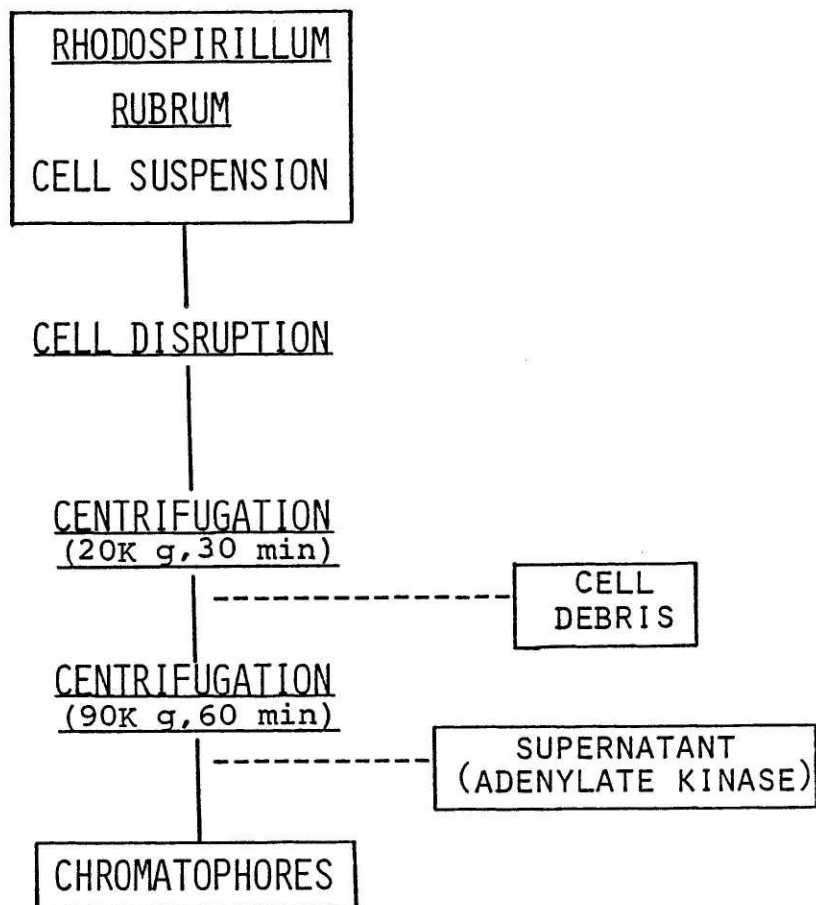 RHODOSPIRILLUM
RUBRUM
CELL SUSPENSION
CELL DISRUPTION
CENTRIFUGATION
(20K g,30 min)
CELL
DEBRIS
CENTRIFUGATION
(90K g,60 min)
SUPERNATANT
(ADENYLATE KINASE)
CHROMATOPHORES